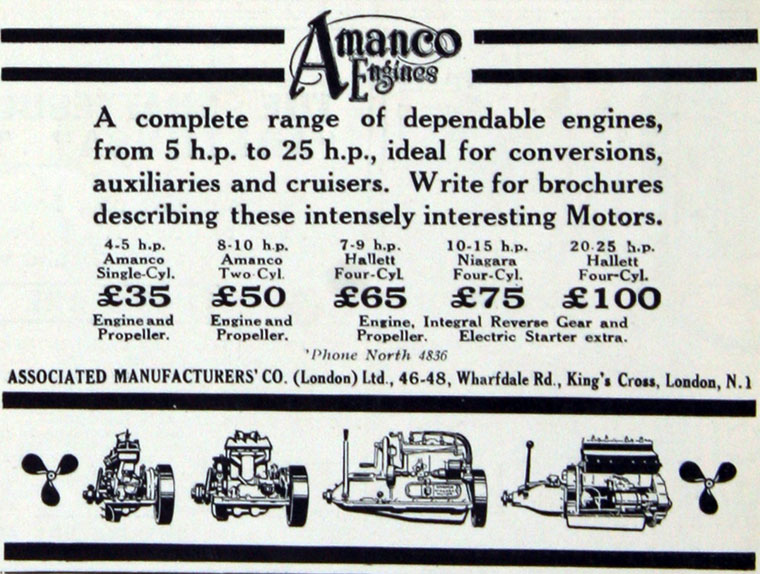 Amanco
Engines
A complete range of dependable engines,
from 5 h.p. to 25 h.p., ideal for conversions,
auxiliaries and cruisers. Write for brochures
describing these intensely interesting Motors.
4-5 h.p. 8-10 h.p. 7-9 h.p. 10-15 h.p. 20-25 h.p.
Amanco Amanco Hallett Niagara Hallett
Single-Cyl. Two-Cyl. Four-Cyl. Four-Cyl. Four-Cyl.
£35 £50 £65 £75 £100
Engine and Engine and Engine, Integral Reverse Gear and
Propeller. Propeller. Propeller. Electric Starter extra.
'Phone North 4836
ASSOCIATED MANUFACTURERS' CO. (London) Ltd., 46-48, Wharfdale Rd., King's Cross, London, N.1